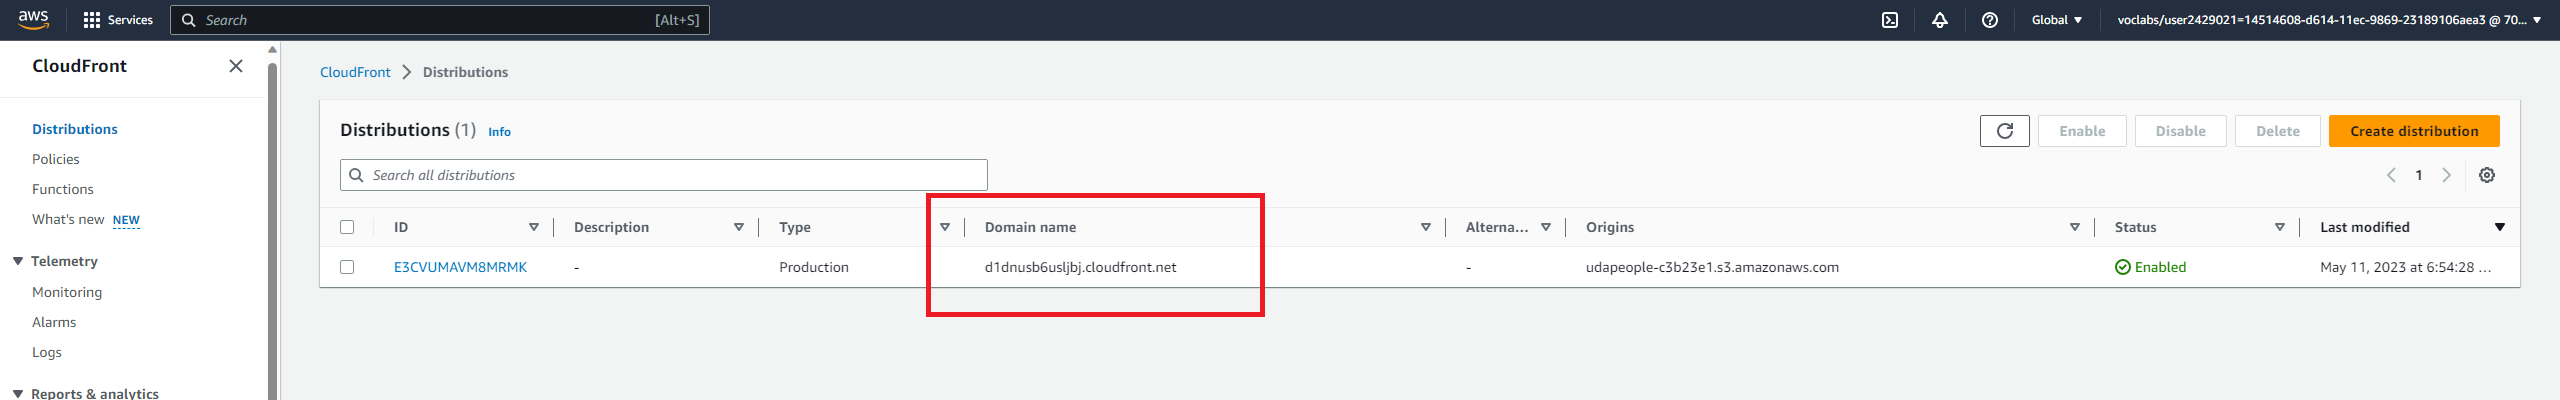 aws Services Search [Alt+S] Global voclabs/user2429021=14514608-d614-11ec-9869-23189106aea3 @ 70...
CloudFront
Distributions
Policies
Functions
What's new NEW
Telemetry
Monitoring
Alarms
Logs
Reports & analytics
CloudFront > Distributions
Distributions (1) Info
Enable Disable Delete Create distribution
Search all distributions
1
ID Description Type Domain name Alterna... Origins Status Last modified
E3CVUMAVM8MRMK - Production d1dnusb6usljbj.cloudfront.net - udapeople-c3b23e1.s3.amazonaws.com Enabled May 11, 2023 at 6:54:28 ...